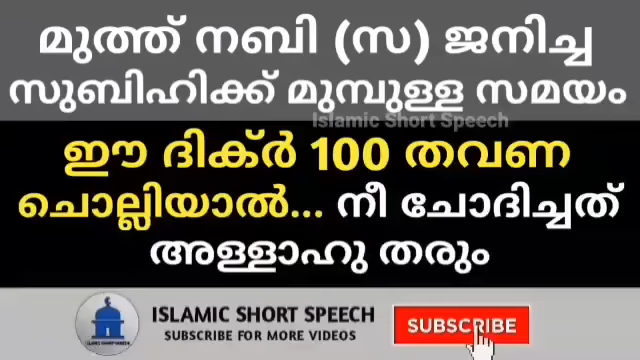 മുത്ത് നബി (സ) ജനിച്ച
സുബിഹിക്ക് മുമ്പുള്ള സമയം
Islamic Short Speech
ഈ ദിക്ർ 100 തവണ
ചൊല്ലിയാൽ... നീ ചോദിച്ചത്
അള്ളാഹു തരും
ISLAMIC SHORT SPEECH
SUBSCRIBE FOR MORE VIDEOS
SUBSCRIBE